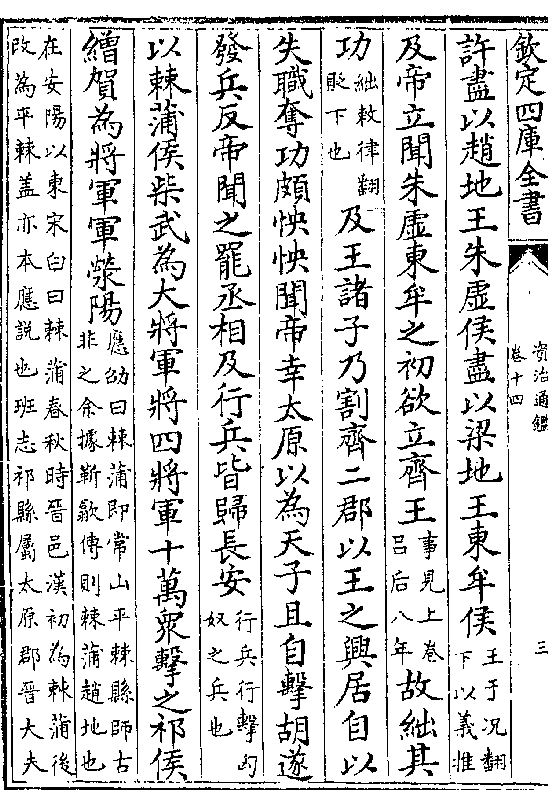 欽定四庫全書
資治通鑑
卷十四
三
許盡以趙地王朱虛侯盡以梁地王東牟侯王于况翻下以義推
及帝立聞朱虛東牟之初欲立齊王事見上卷吕后八年故絀其
功絀敕律翻貶下也及王諸子乃割齊二郡以王之興居自以
失職奪功頗怏怏聞帝幸太原以為天子且自擊胡遂
發兵反帝聞之罷丞相及行兵皆歸長安行兵行擊匈奴之兵也
以棘蒲侯柴武為大將軍將四將軍十萬衆擊之祁侯
繒賀為將軍軍滎陽應劭曰棘蒲即常山平棘縣師古非之余據靳歙傳則棘蒲趙地也
在安陽以東宋白曰棘蒲春秋時晉邑漢初為棘蒲後改為平棘盖亦本應説也班志祁縣屬太原郡晉大夫